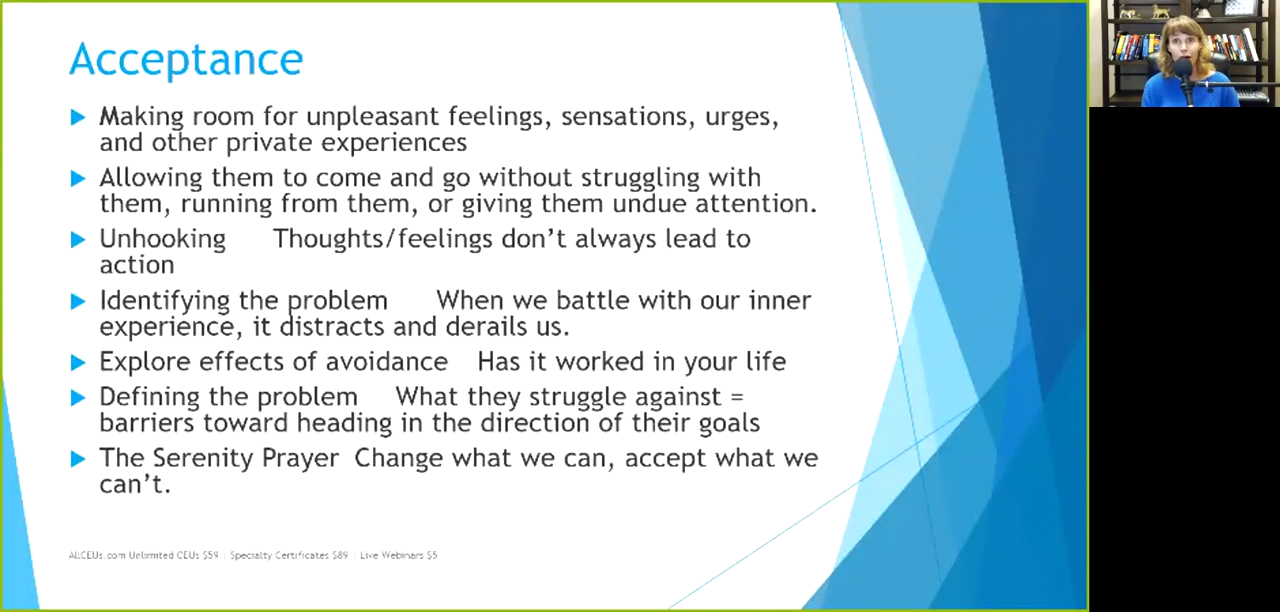 Acceptance
Making room for unpleasant feelings, sensations, urges,
and other private experiences
Allowing them to come and go without struggling with
them, running from them, or giving them undue attention.
Unhooking Thoughts/feelings don't always lead to
action
Identifying the problem When we battle with our inner
experience, it distracts and derails us.
Explore effects of avoidance Has it worked in your life
Defining the problem What they struggle against =
barriers toward heading in the direction of their goals
The Serenity Prayer Change what we can, accept what we
can't.
AllCEUs.com Unlimited CEUs $59 | Specialty Certificates $89 | Live Webinars $5